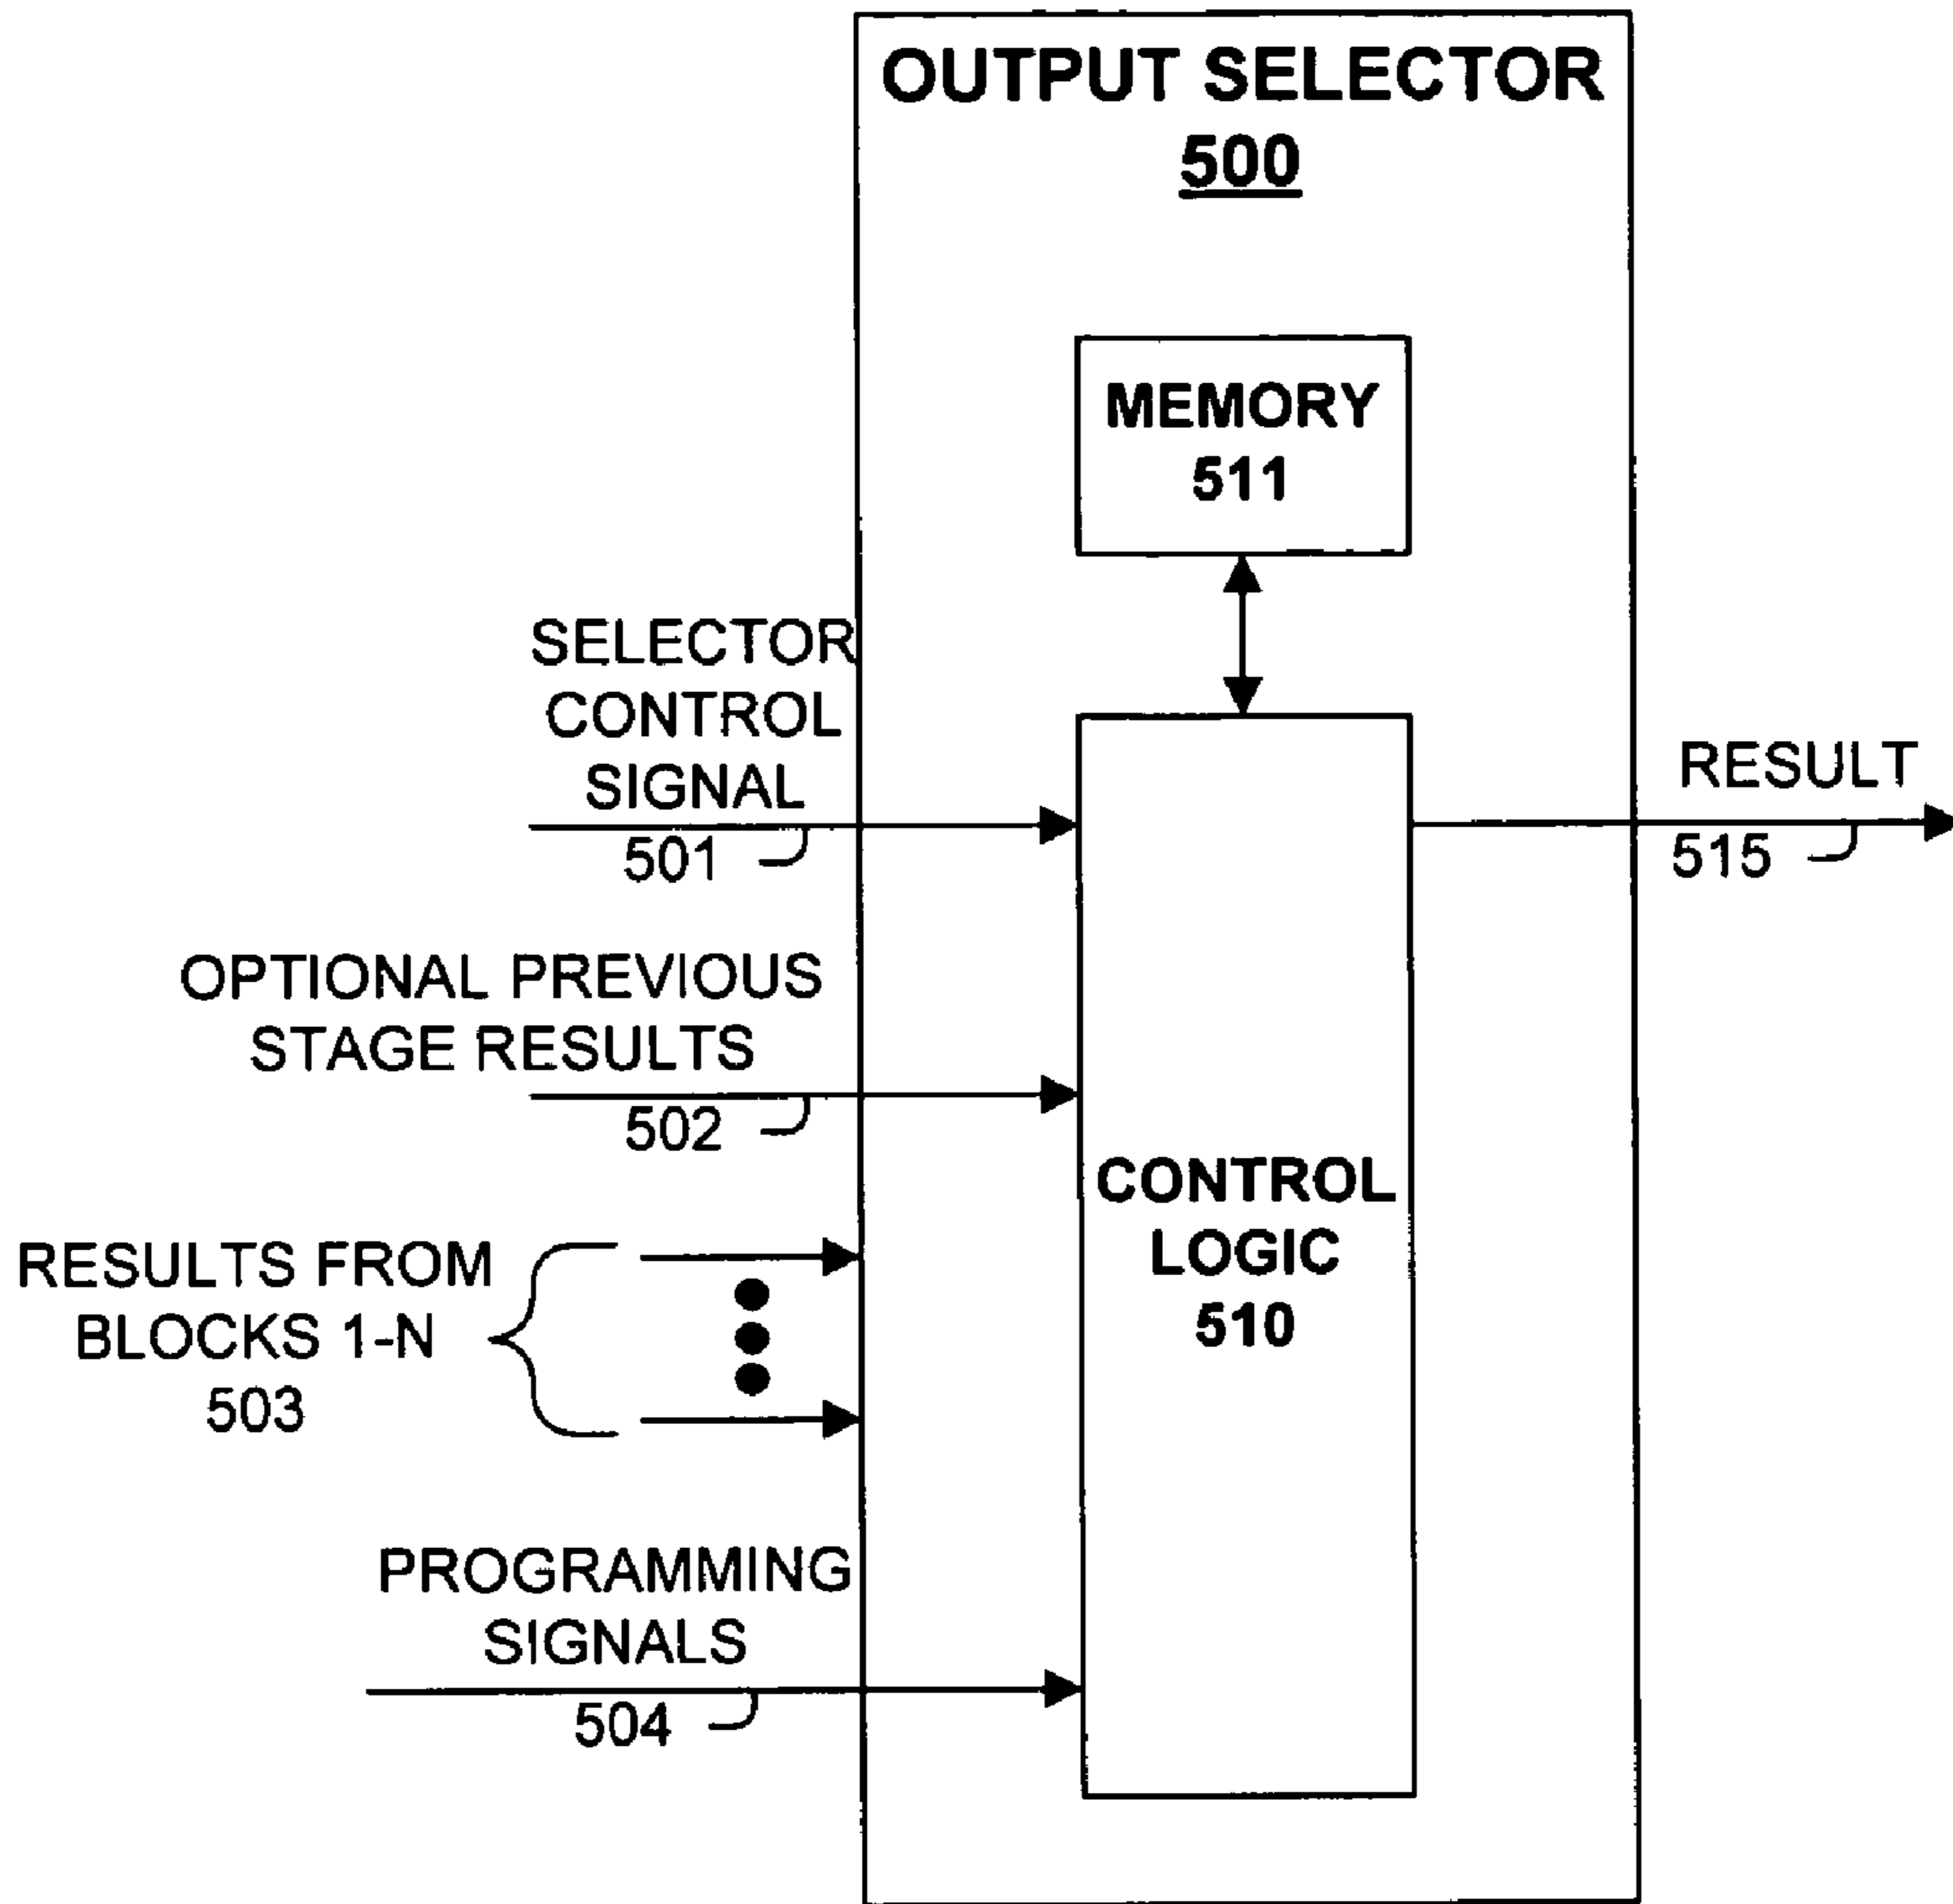 OUTPUT SELECTOR
500
MEMORY
511
SELECTOR
CONTROL
SIGNAL
501
RESULT
515
OPTIONAL PREVIOUS
STAGE RESULTS
502
CONTROL
LOGIC
510
RESULTS FROM
BLOCKS 1-N
503
PROGRAMMING
SIGNALS
504